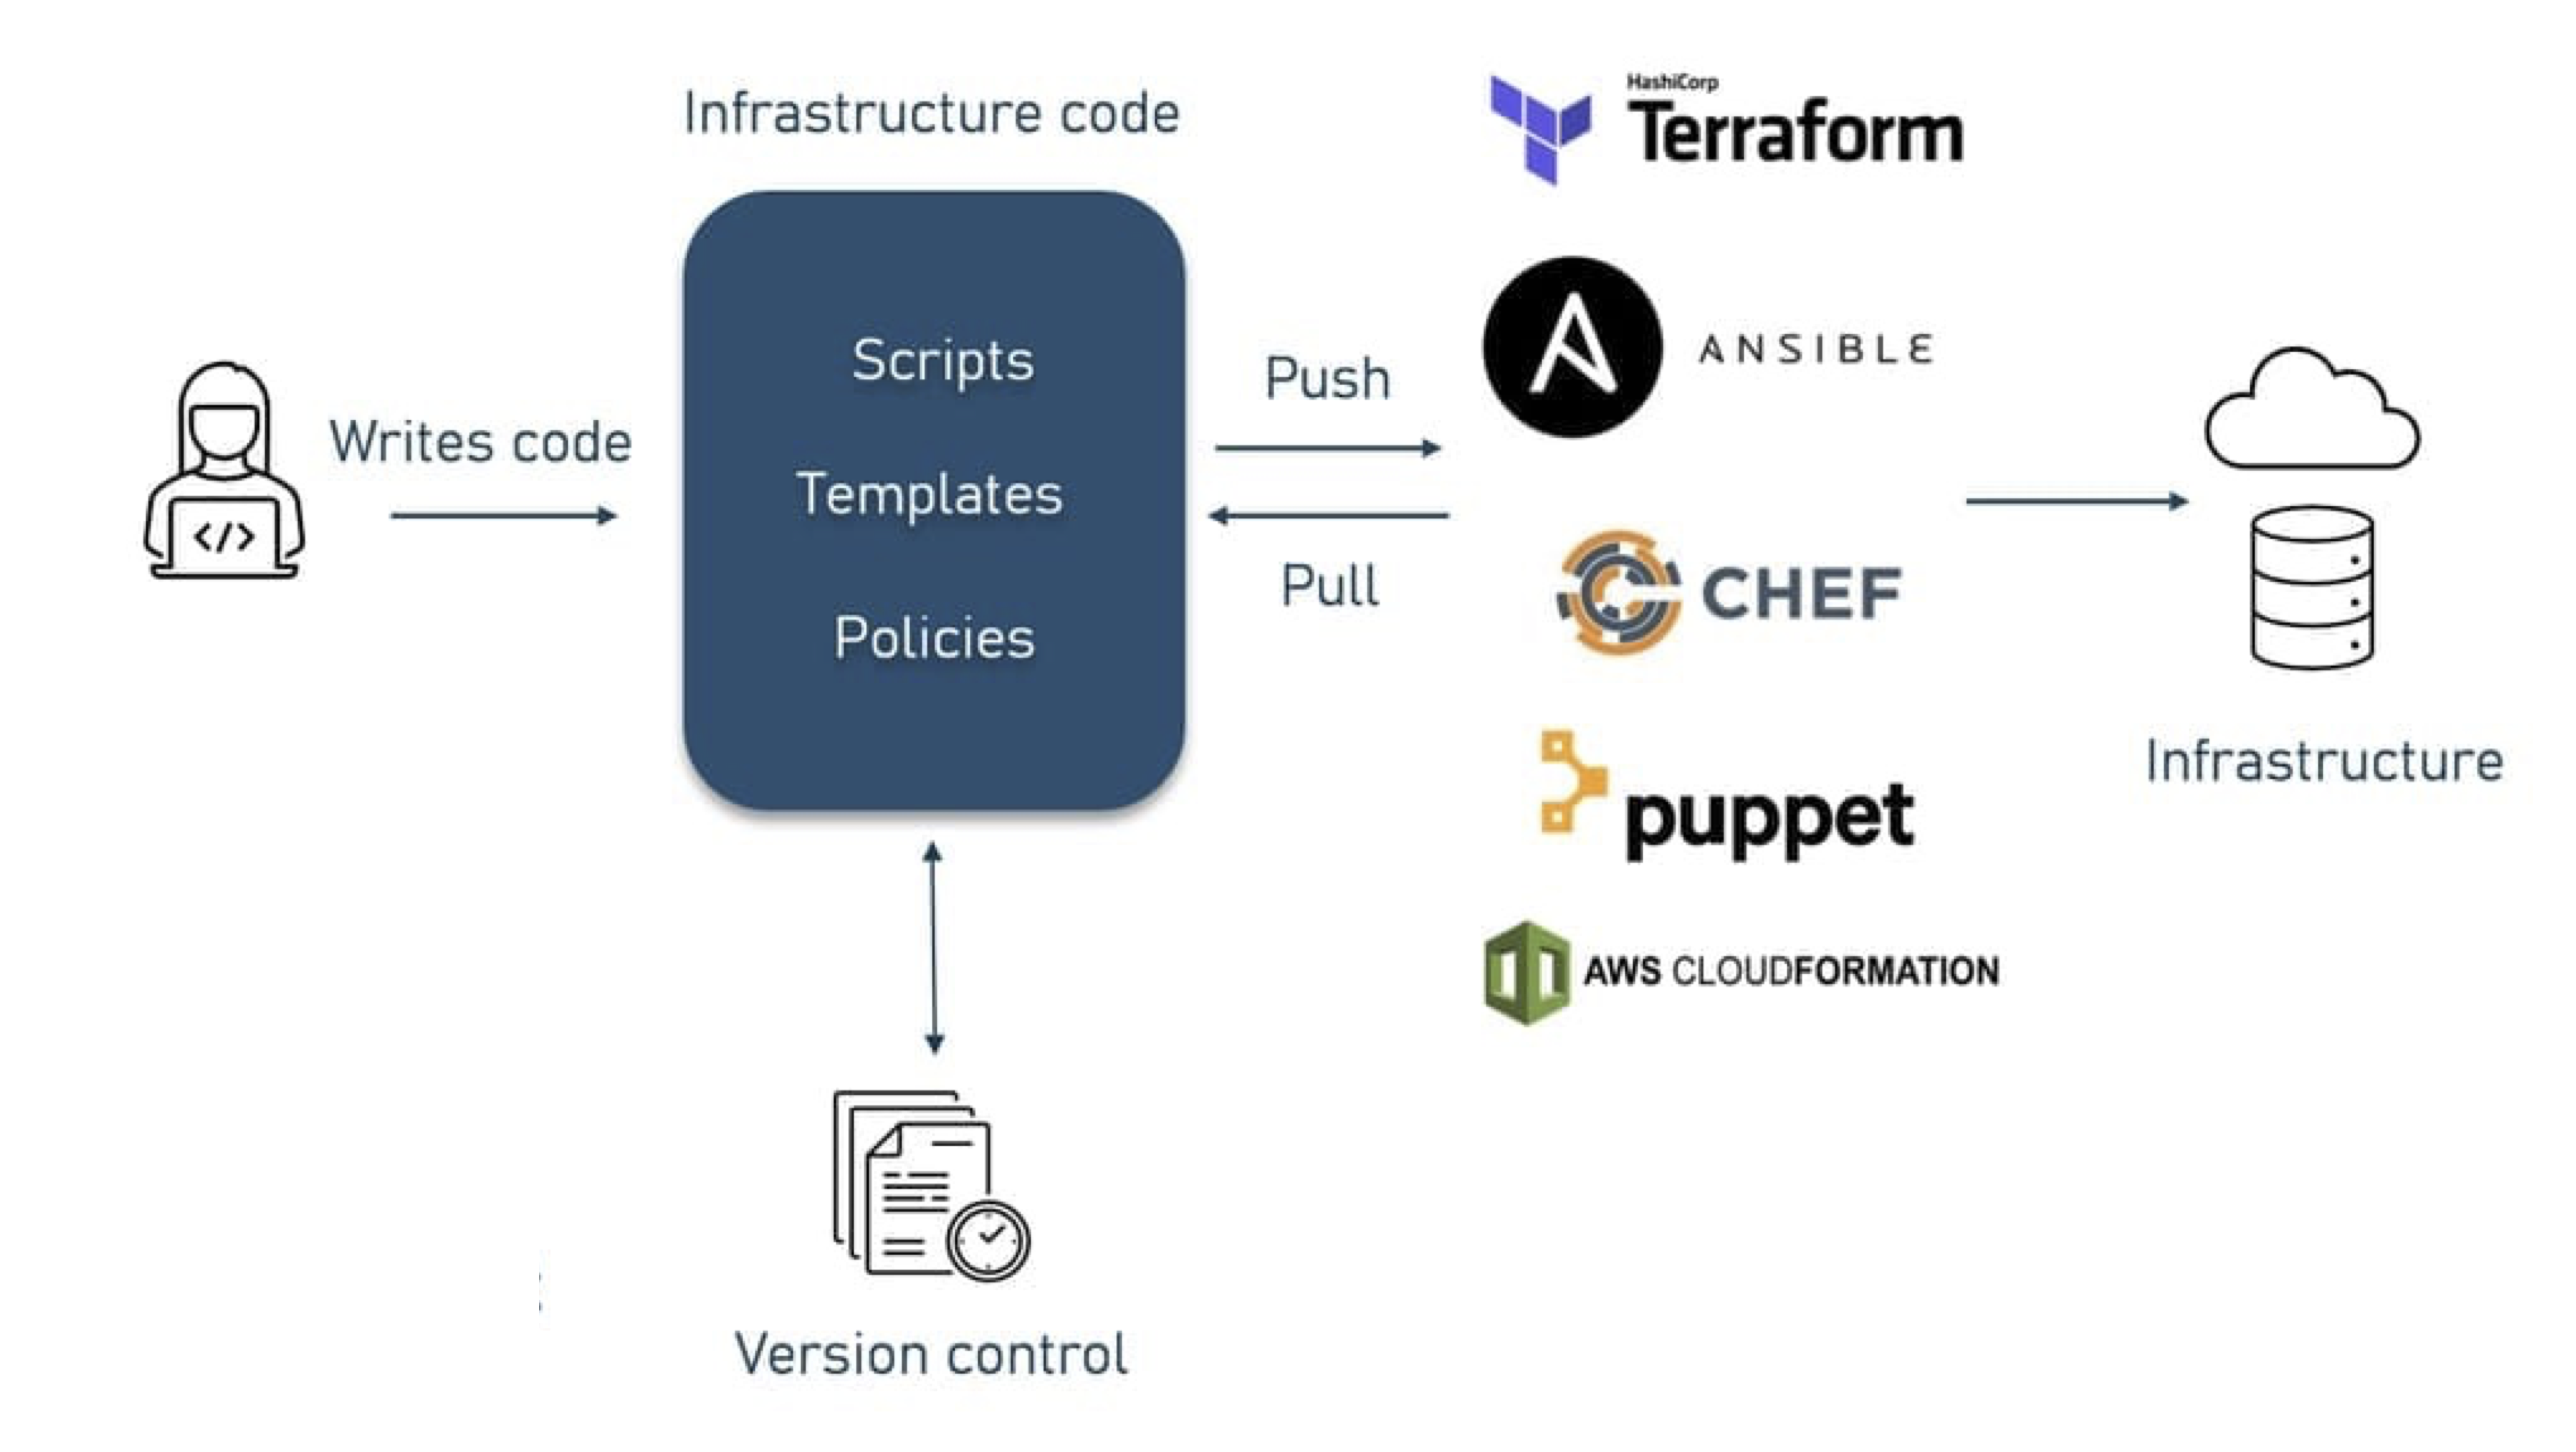 Infrastructure code
Writes code
</>
Scripts
Templates
Policies
Push
Pull
HashiCorp
Terraform
ANSIBLE
CHEF
puppet
AWS CLOUDFORMATION
Infrastructure
Version control